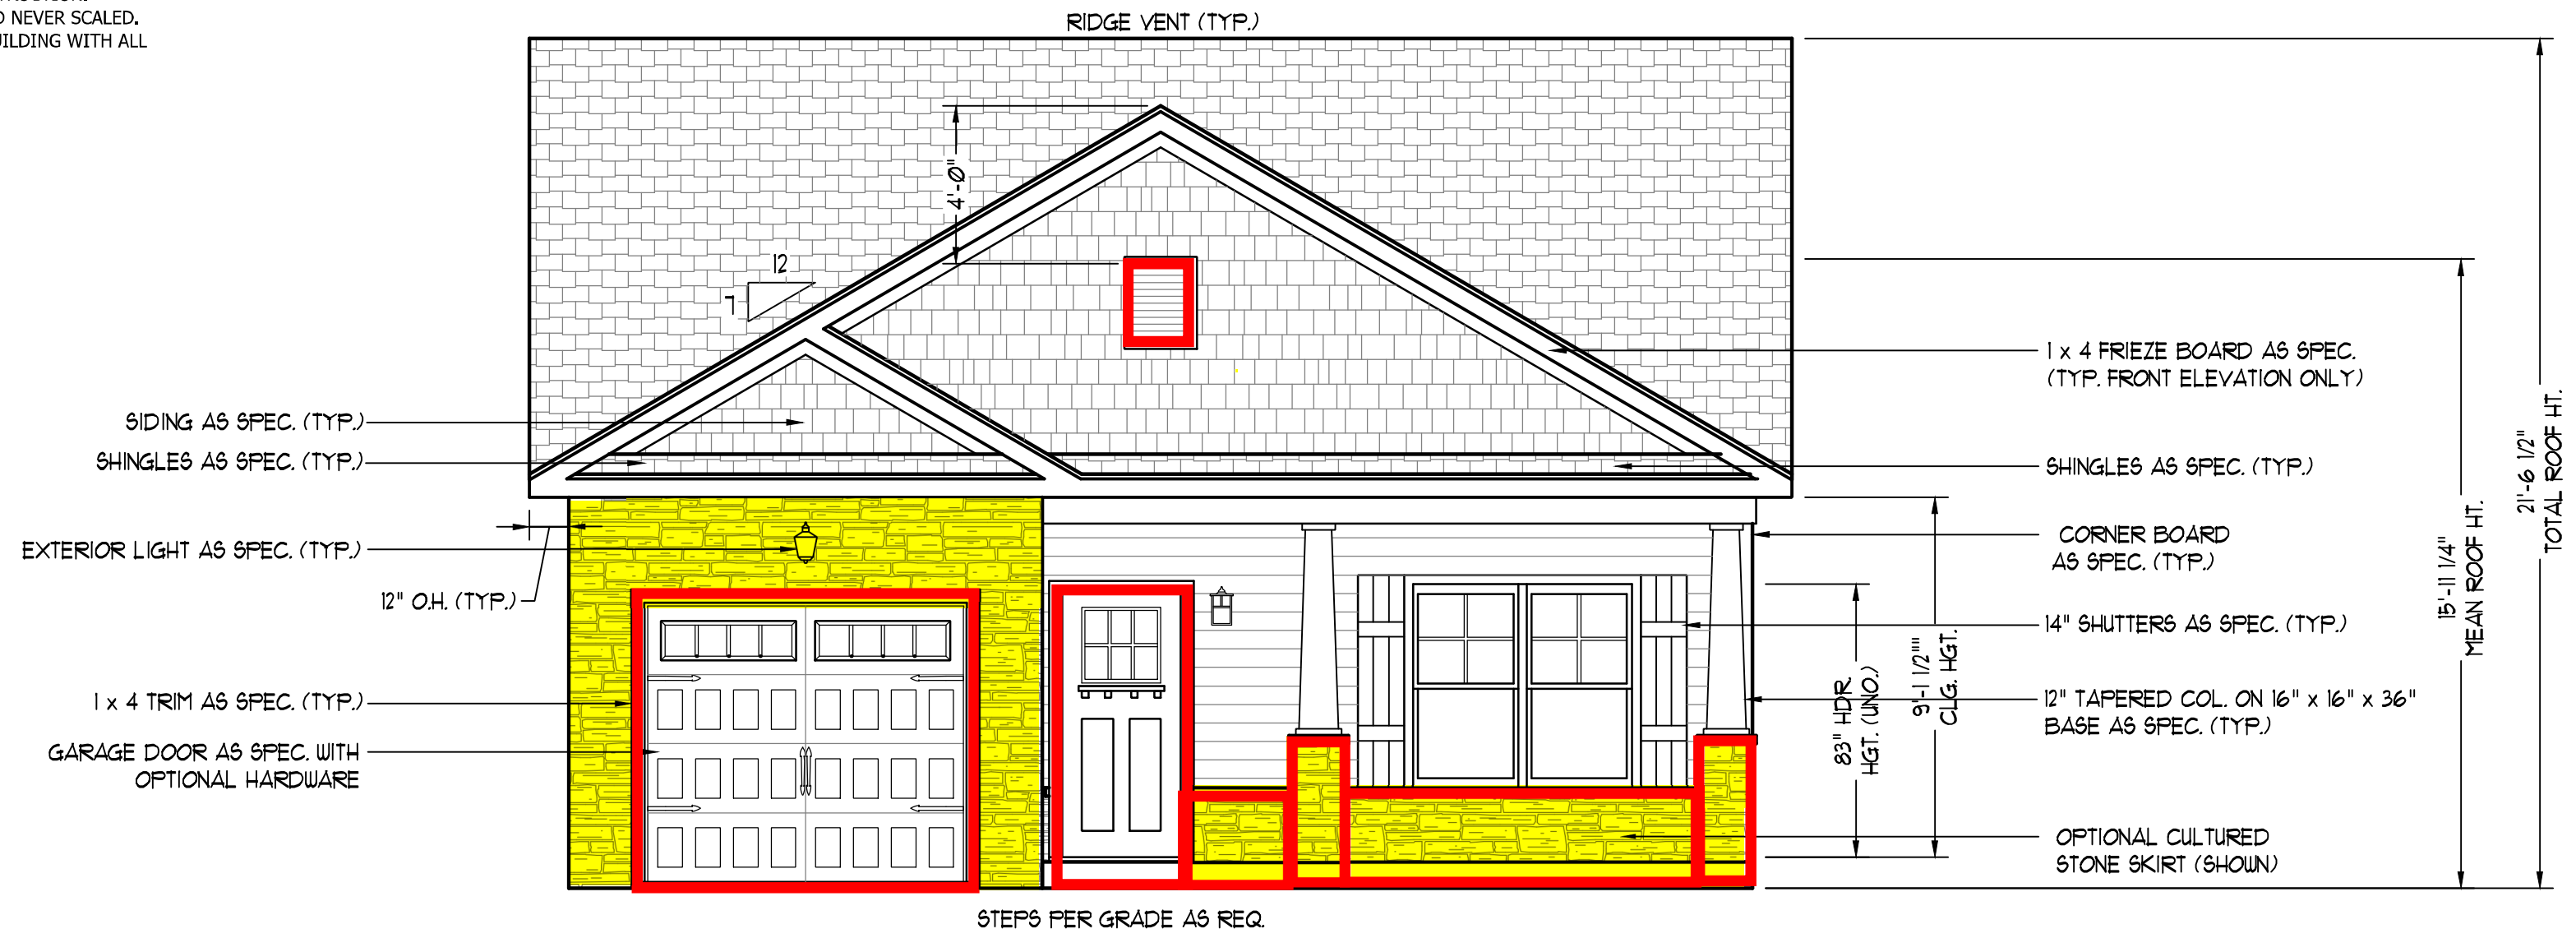 D NEVER SCALED.
UILDING WITH ALL
RIDGE VENT (TYP.)
4'-0"
12
7
SIDING AS SPEC. (TYP.)
SHINGLES AS SPEC. (TYP.)
EXTERIOR LIGHT AS SPEC. (TYP.)
12" O.H. (TYP.)
1 x 4 TRIM AS SPEC. (TYP.)
GARAGE DOOR AS SPEC. WITH
OPTIONAL HARDWARE
STEPS PER GRADE AS REQ.
1 x 4 FRIEZE BOARD AS SPEC.
(TYP. FRONT ELEVATION ONLY)
SHINGLES AS SPEC. (TYP.)
CORNER BOARD
AS SPEC. (TYP.)
14" SHUTTERS AS SPEC. (TYP.)
12" TAPERED COL. ON 16" x 16" x 36"
BASE AS SPEC. (TYP.)
OPTIONAL CULTURED
STONE SKIRT (SHOWN)
83" HDR.
HGT. (UNO.)
9'-1 1/2""
CLG. HGT.
15'-11 1/4"
MEAN ROOF HT.
21'-6 1/2"
TOTAL ROOF HT.